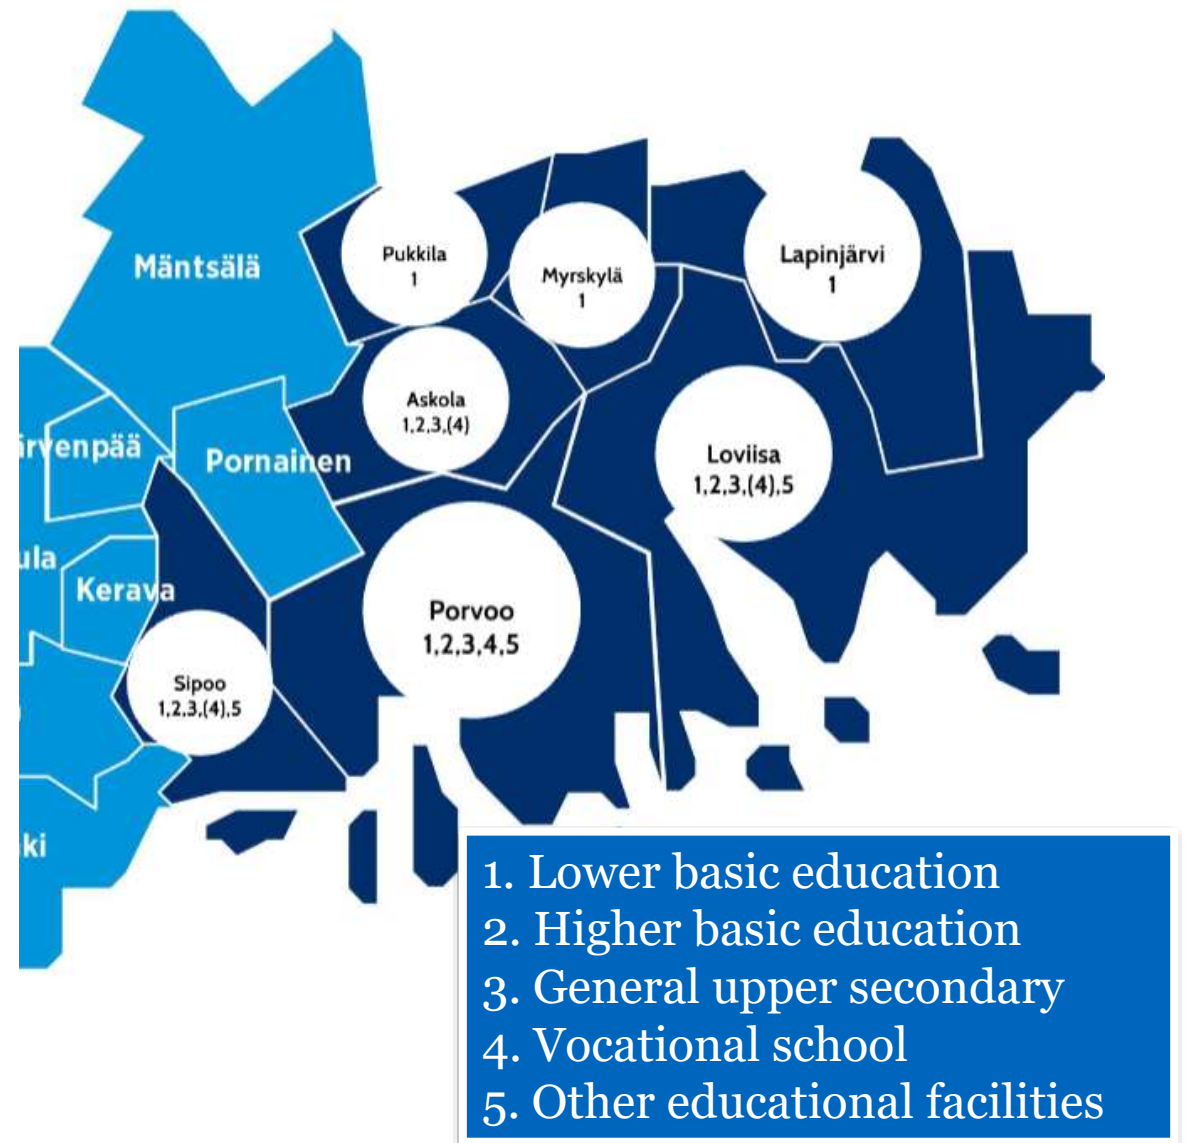 Mäntsälä
Pukkila
1
Myrskylä
1
Lapinjärvi
1
Askola
1,2,3,(4)
ärvenpää
Pornainen
Loviisa
1,2,3,(4),5
ula
Kerava
Porvoo
1,2,3,4,5
Sipoo
1,2,3,(4),5
ki
1. Lower basic education
2. Higher basic education
3. General upper secondary
4. Vocational school
5. Other educational facilities